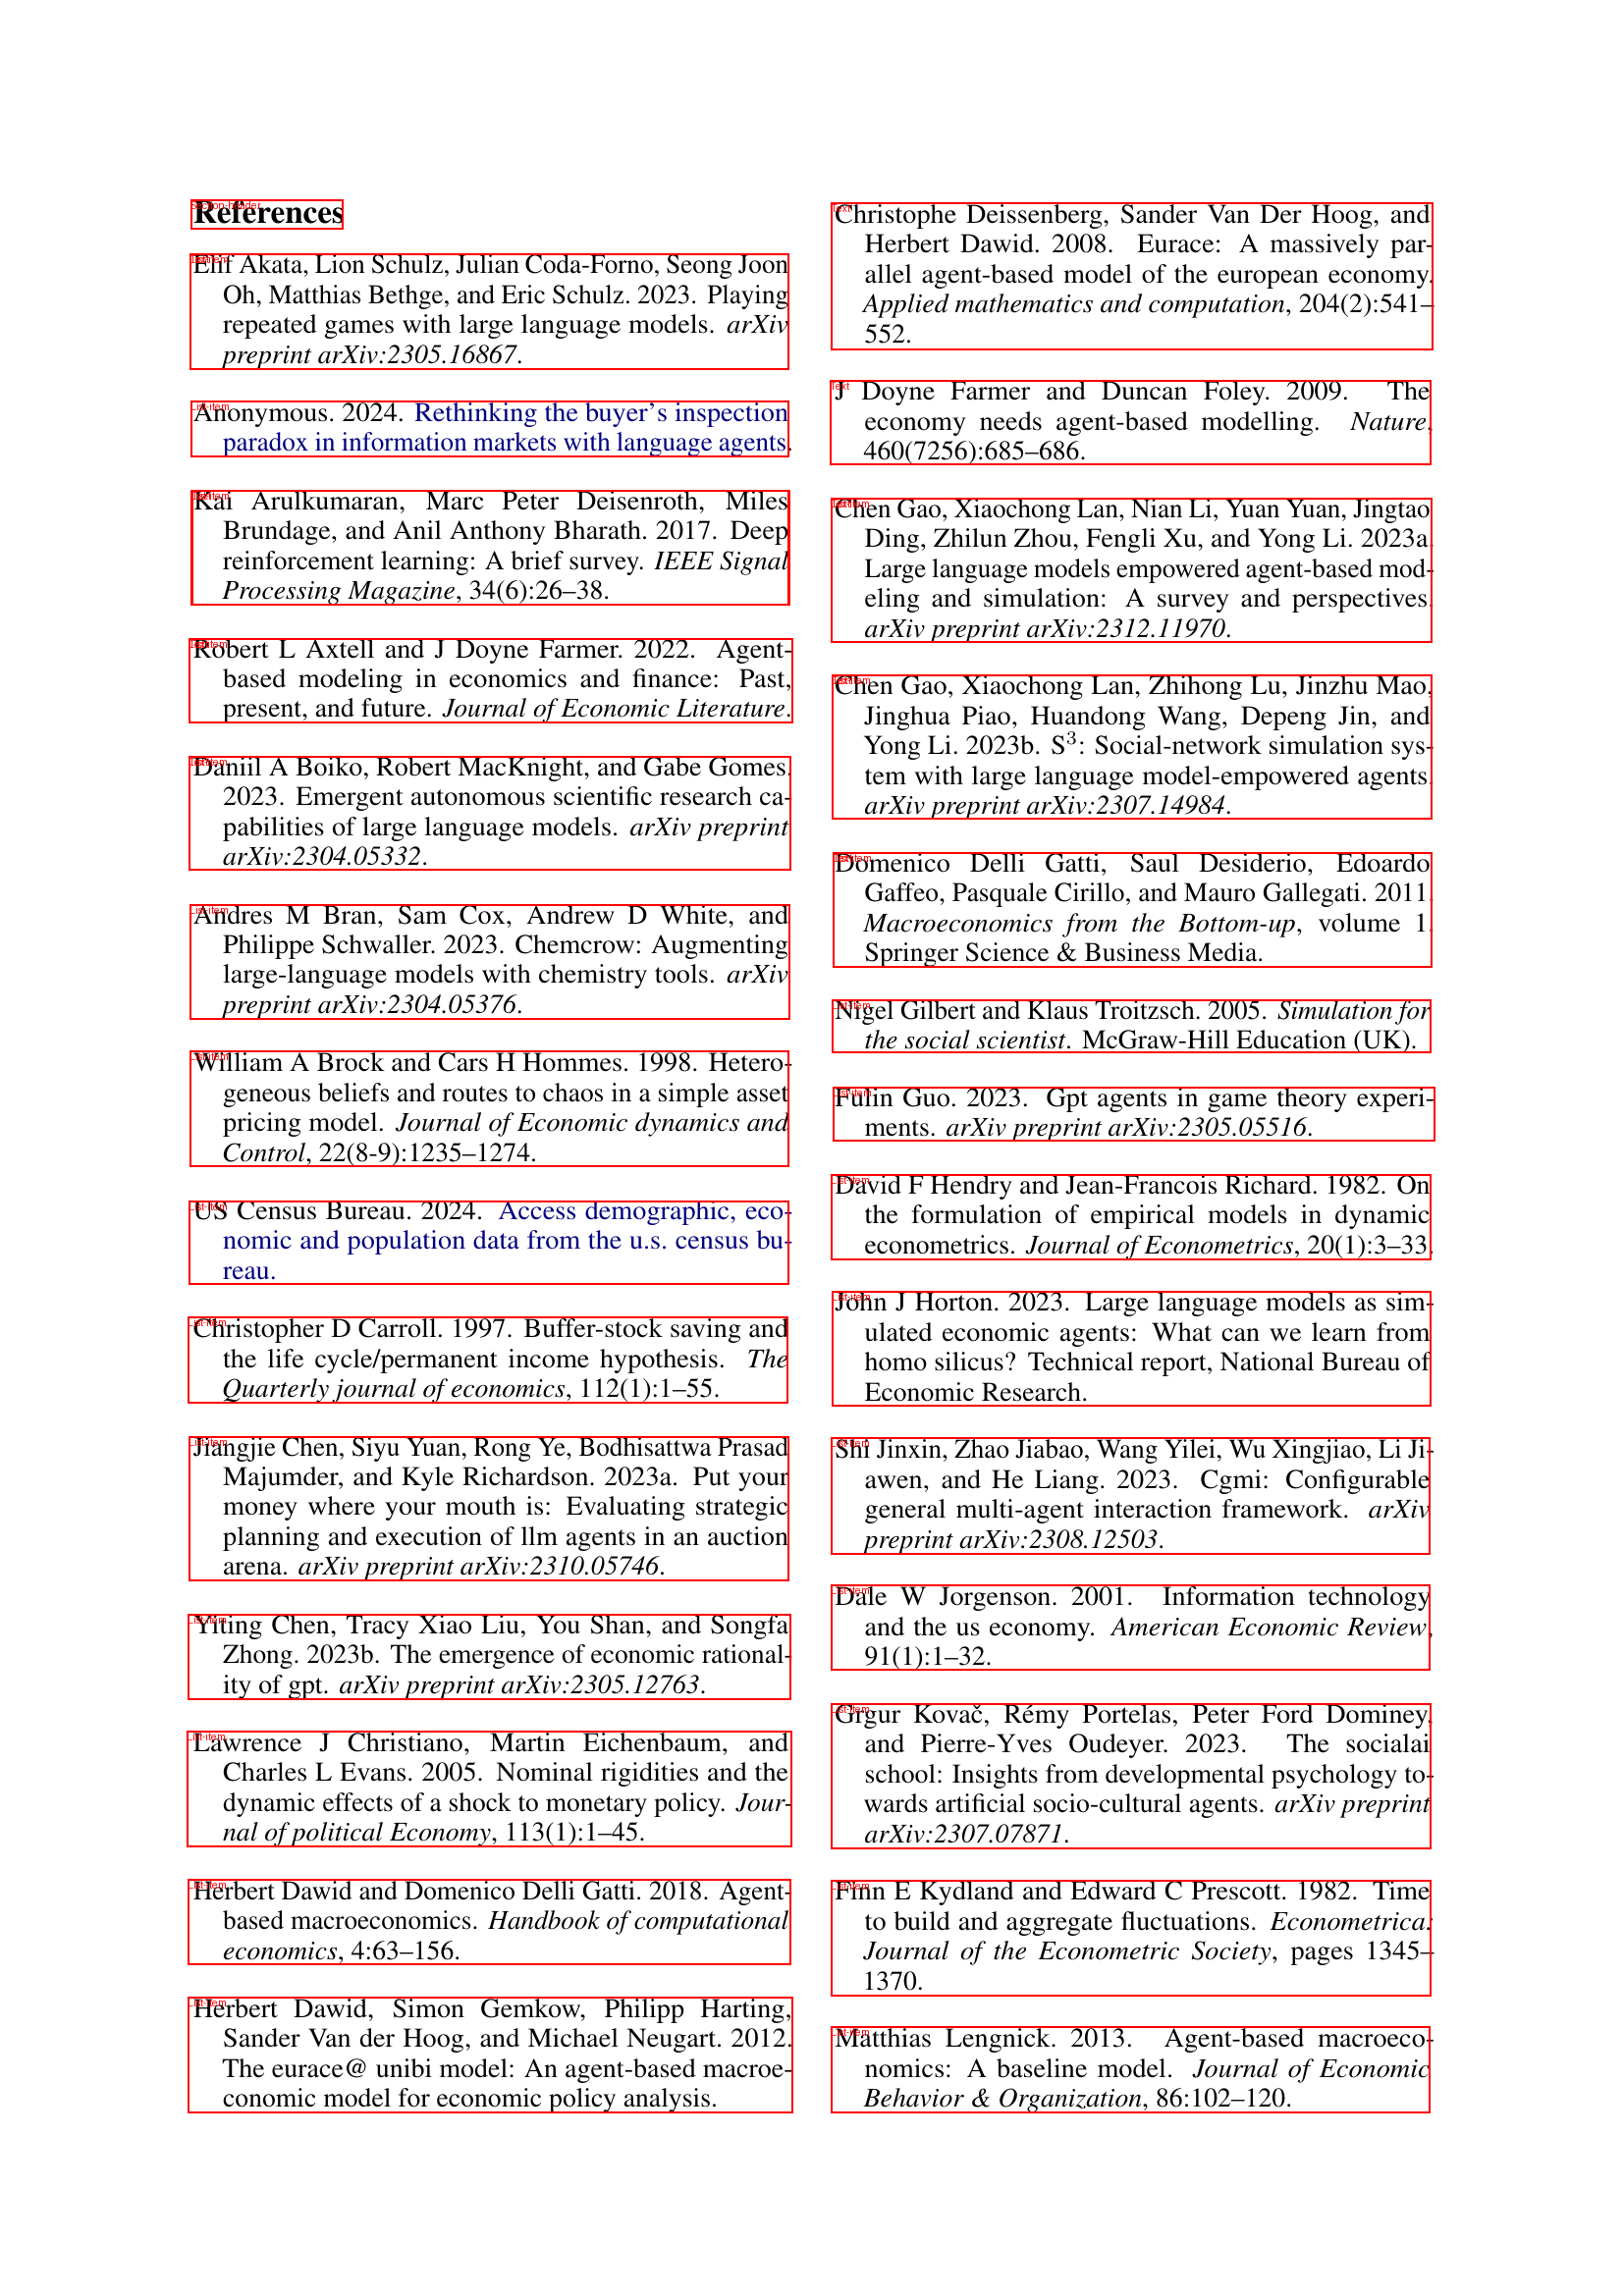 References
Elif Akata, Lion Schulz, Julian Coda-Forno, Seong Joon
Oh, Matthias Bethge, and Eric Schulz. 2023. Playing
repeated games with large language models. arXiv
preprint arXiv:2305.16867.
Anonymous. 2024. Rethinking the buyer's inspection
paradox in information markets with language agents.
Kai Arulkumaran, Marc Peter Deisenroth, Miles
Brundage, and Anil Anthony Bharath. 2017. Deep
reinforcement learning: A brief survey. IEEE Signal
Processing Magazine, 34(6):26–38.
Robert L Axtell and J Doyne Farmer. 2022. Agent-
based modeling in economics and finance: Past,
present, and future. Journal of Economic Literature.
Daniil A Boiko, Robert MacKnight, and Gabe Gomes.
2023. Emergent autonomous scientific research ca-
pabilities of large language models. arXiv preprint
arXiv:2304.05332.
Andres M Bran, Sam Cox, Andrew D White, and
Philippe Schwaller. 2023. Chemcrow: Augmenting
large-language models with chemistry tools. arXiv
preprint arXiv:2304.05376.
William A Brock and Cars H Hommes. 1998. Hetero-
geneous beliefs and routes to chaos in a simple asset
pricing model. Journal of Economic dynamics and
Control, 22(8-9):1235–1274.
US Census Bureau. 2024. Access demographic, eco-
nomic and population data from the u.s. census bu-
reau.
Christopher D Carroll. 1997. Buffer-stock saving and
the life cycle/permanent income hypothesis. The
Quarterly journal of economics, 112(1):1–55.
Jiangjie Chen, Siyu Yuan, Rong Ye, Bodhisattwa Prasad
Majumder, and Kyle Richardson. 2023a. Put your
money where your mouth is: Evaluating strategic
planning and execution of llm agents in an auction
arena. arXiv preprint arXiv:2310.05746.
Yiting Chen, Tracy Xiao Liu, You Shan, and Songfa
Zhong. 2023b. The emergence of economic rational-
ity of gpt. arXiv preprint arXiv:2305.12763.
Lawrence J Christiano, Martin Eichenbaum, and
Charles L Evans. 2005. Nominal rigidities and the
dynamic effects of a shock to monetary policy. Jour-
nal of political Economy, 113(1):1–45.
Herbert Dawid and Domenico Delli Gatti. 2018. Agent-
based macroeconomics. Handbook of computational
economics, 4:63–156.
Herbert Dawid, Simon Gemkow, Philipp Harting,
Sander Van der Hoog, and Michael Neugart. 2012.
The eurace@ unibi model: An agent-based macroe-
conomic model for economic policy analysis.
Christophe Deissenberg, Sander Van Der Hoog, and
Herbert Dawid. 2008. Eurace: A massively par-
allel agent-based model of the european economy.
Applied mathematics and computation, 204(2):541–
552.
J Doyne Farmer and Duncan Foley. 2009. The
economy needs agent-based modelling. Nature,
460(7256):685–686.
Chen Gao, Xiaochong Lan, Nian Li, Yuan Yuan, Jingtao
Ding, Zhilun Zhou, Fengli Xu, and Yong Li. 2023a.
Large language models empowered agent-based mod-
eling and simulation: A survey and perspectives.
arXiv preprint arXiv:2312.11970.
Chen Gao, Xiaochong Lan, Zhihong Lu, Jinzhu Mao,
Jinghua Piao, Huandong Wang, Depeng Jin, and
Yong Li. 2023b. S³: Social-network simulation sys-
tem with large language model-empowered agents.
arXiv preprint arXiv:2307.14984.
Domenico Delli Gatti, Saul Desiderio, Edoardo
Gaffeo, Pasquale Cirillo, and Mauro Gallegati. 2011.
Macroeconomics from the Bottom-up, volume 1.
Springer Science & Business Media.
Nigel Gilbert and Klaus Troitzsch. 2005. Simulation for
the social scientist. McGraw-Hill Education (UK).
Fulin Guo. 2023. Gpt agents in game theory experi-
ments. arXiv preprint arXiv:2305.05516.
David F Hendry and Jean-Francois Richard. 1982. On
the formulation of empirical models in dynamic
econometrics. Journal of Econometrics, 20(1):3–33.
John J Horton. 2023. Large language models as sim-
ulated economic agents: What can we learn from
homo silicus? Technical report, National Bureau of
Economic Research.
Shi Jinxin, Zhao Jiabao, Wang Yilei, Wu Xingjiao, Li Ji-
awen, and He Liang. 2023. Cgmi: Configurable
general multi-agent interaction framework. arXiv
preprint arXiv:2308.12503.
Dale W Jorgenson. 2001. Information technology
and the us economy. American Economic Review,
91(1):1–32.
Grgur Kovač, Rémy Portelas, Peter Ford Dominey,
and Pierre-Yves Oudeyer. 2023. The socialai
school: Insights from developmental psychology to-
wards artificial socio-cultural agents. arXiv preprint
arXiv:2307.07871.
Finn E Kydland and Edward C Prescott. 1982. Time
to build and aggregate fluctuations. Econometrica:
Journal of the Econometric Society, pages 1345–
1370.
Matthias Lengnick. 2013. Agent-based macroeco-
nomics: A baseline model. Journal of Economic
Behavior & Organization, 86:102–120.